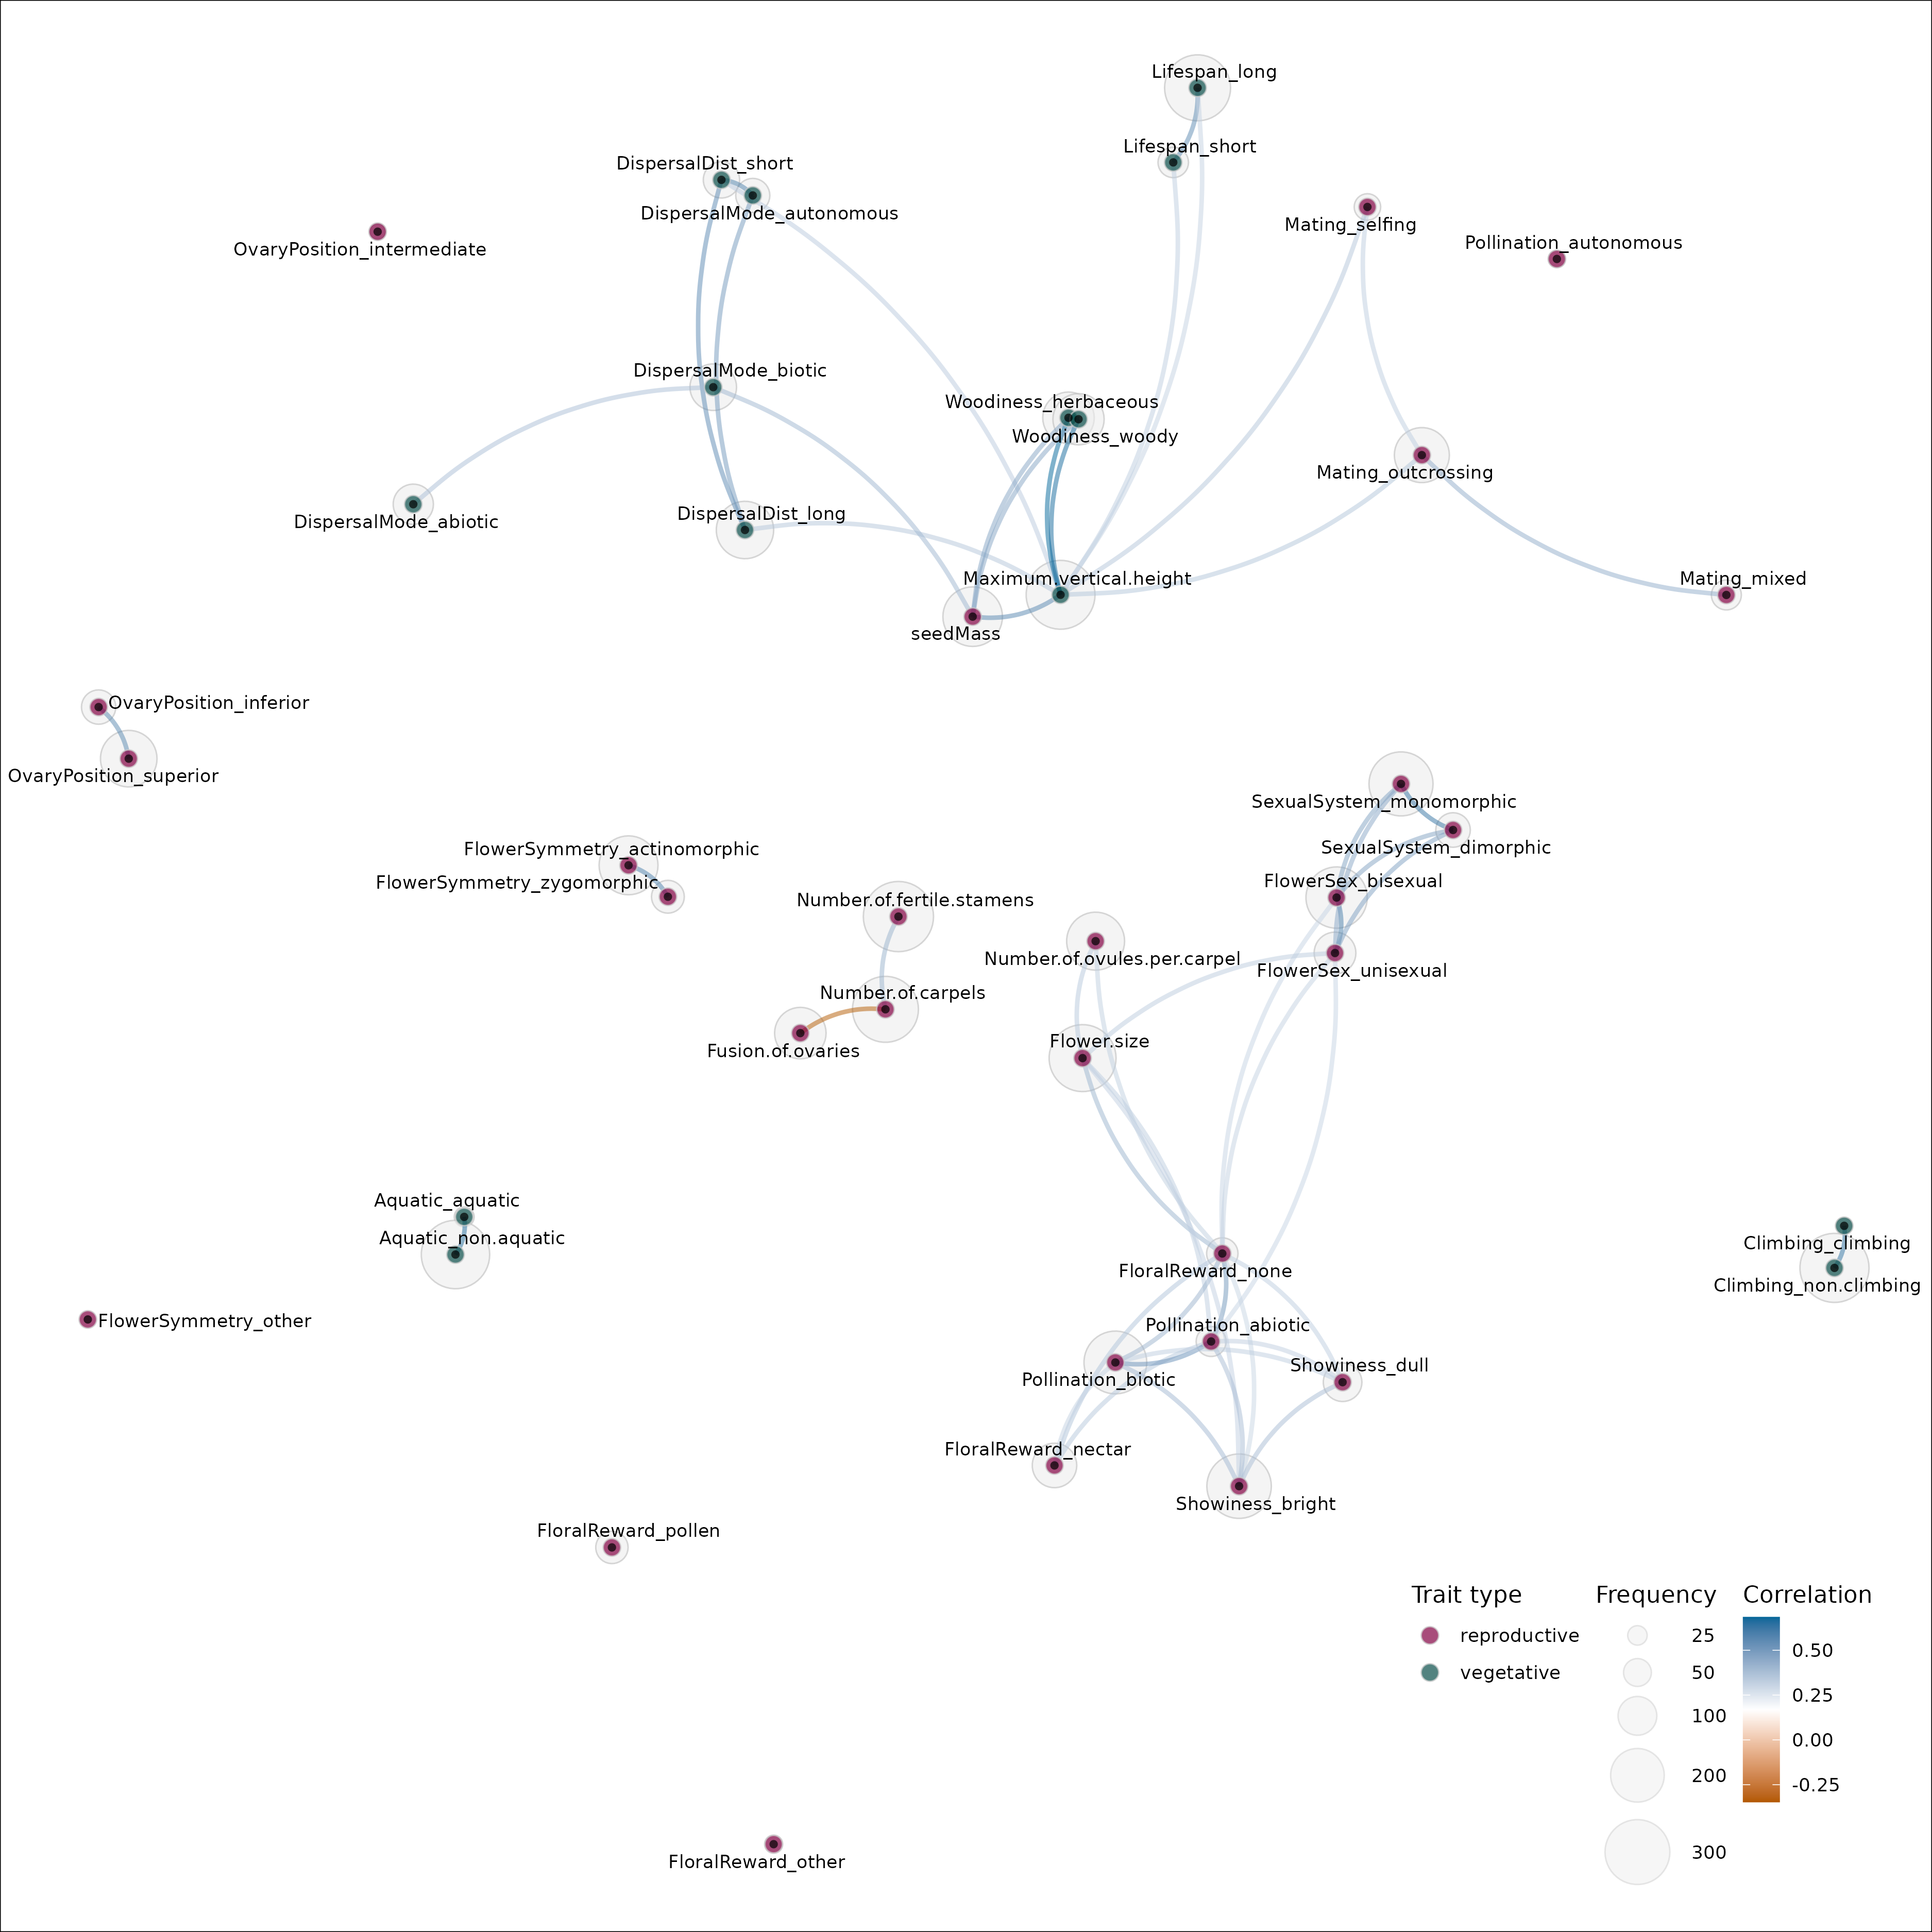 Lifespan_long
Lifespan_short
DispersalDist_short
DispersalMode_autonomous
Mating_selfing
Pollination_autonomous
OvaryPosition_intermediate
DispersalMode_biotic
Woodiness_herbaceous
Woodiness_woody
Mating_outcrossing
DispersalMode_abiotic
DispersalDist_long
Maximum.vertical.height
Mating_mixed
seedMass
OvaryPosition_inferior
OvaryPosition_superior
SexualSystem_monomorphic
SexualSystem_dimorphic
FlowerSymmetry_actinomorphic
FlowerSymmetry_zygomorphic
FlowerSex_bisexual
Number.of.fertile.stamens
Number.of.ovules.per.carpel
FlowerSex_unisexual
Number.of.carpels
Fusion.of.ovaries
Flower.size
Aquatic_aquatic
Aquatic_non.aquatic
Climbing_climbing
Climbing_non.climbing
FloralReward_none
FlowerSymmetry_other
Pollination_abiotic
Showiness_dull
Pollination_biotic
FloralReward_nectar
Showiness_bright
FloralReward_pollen
FloralReward_other
Trait type
reproductive
vegetative
Frequency
25
50
100
200
300
Correlation
0.50
0.25
0.00
-0.25